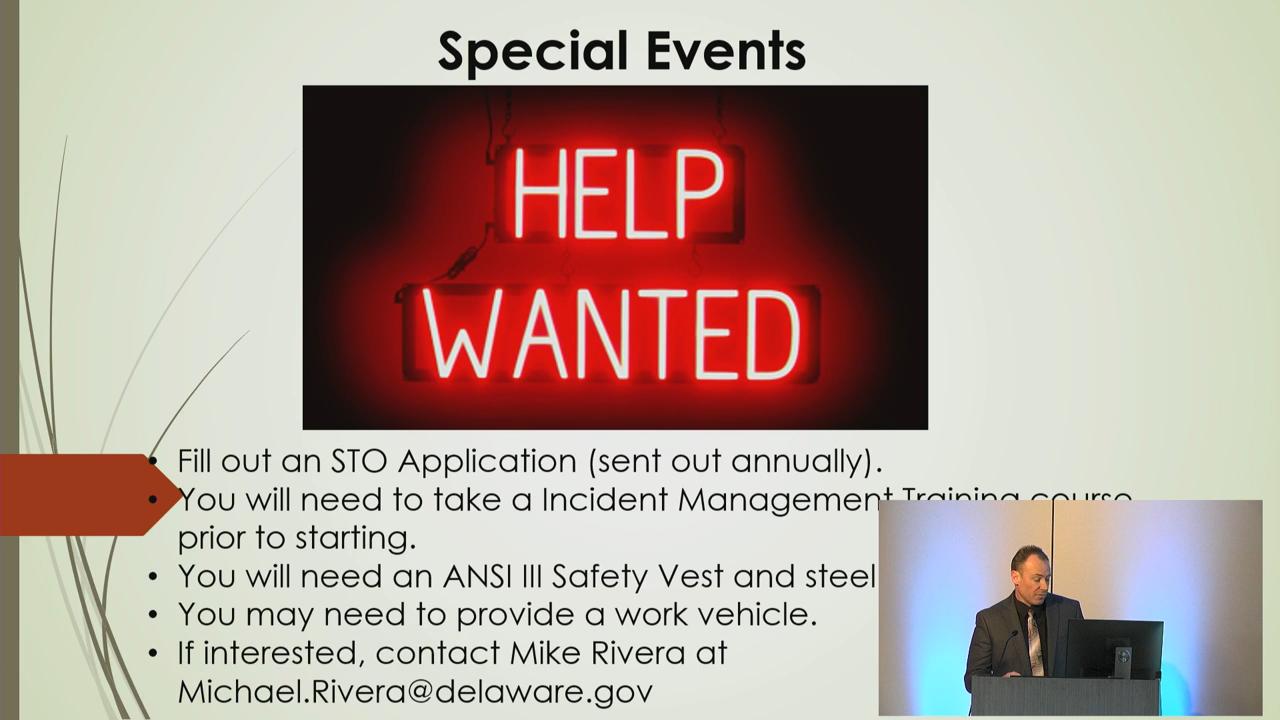 Special Events
HELP
WANTED
• Fill out an STO Application (sent out annually).
• You will need to take a Incident Management Training course
prior to starting.
• You will need an ANSI III Safety Vest and steel
• You may need to provide a work vehicle.
• If interested, contact Mike Rivera at
Michael.Rivera@delaware.gov